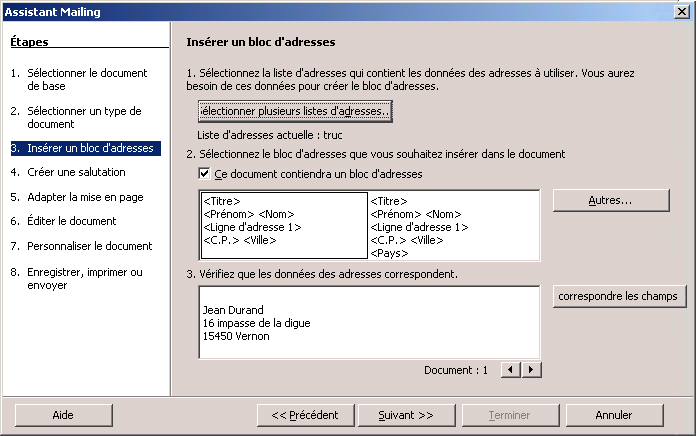 Assistant Mailing
Étapes
1. Sélectionner le document
de base
2. Sélectionner un type de
document
3. Insérer un bloc d'adresses
4. Créer une salutation
5. Adapter la mise en page
6. Éditer le document
7. Personnaliser le document
8. Enregistrer, imprimer ou
envoyer
Insérer un bloc d'adresses
1. Sélectionnez la liste d'adresses qui contient les données des adresses à utiliser. Vous aurez
besoin de ces données pour créer le bloc d'adresses.
électionner plusieurs listes d'adresses..
Liste d'adresses actuelle : truc
2. Sélectionnez le bloc d'adresses que vous souhaitez insérer dans le document
Ce document contiendra un bloc d'adresses
<Titre>
<Prénom> <Nom>
<Ligne d'adresse 1>
<C.P.> <Ville>
<Titre>
<Prénom> <Nom>
<Ligne d'adresse 1>
<C.P.> <Ville>
<Pays>
Autres...
3. Vérifiez que les données des adresses correspondent.
Jean Durand
16 impasse de la digue
15450 Vernon
correspondre les champs
Document : 1
Aide
<< Précédent
Suivant >>
Terminer
Annuler